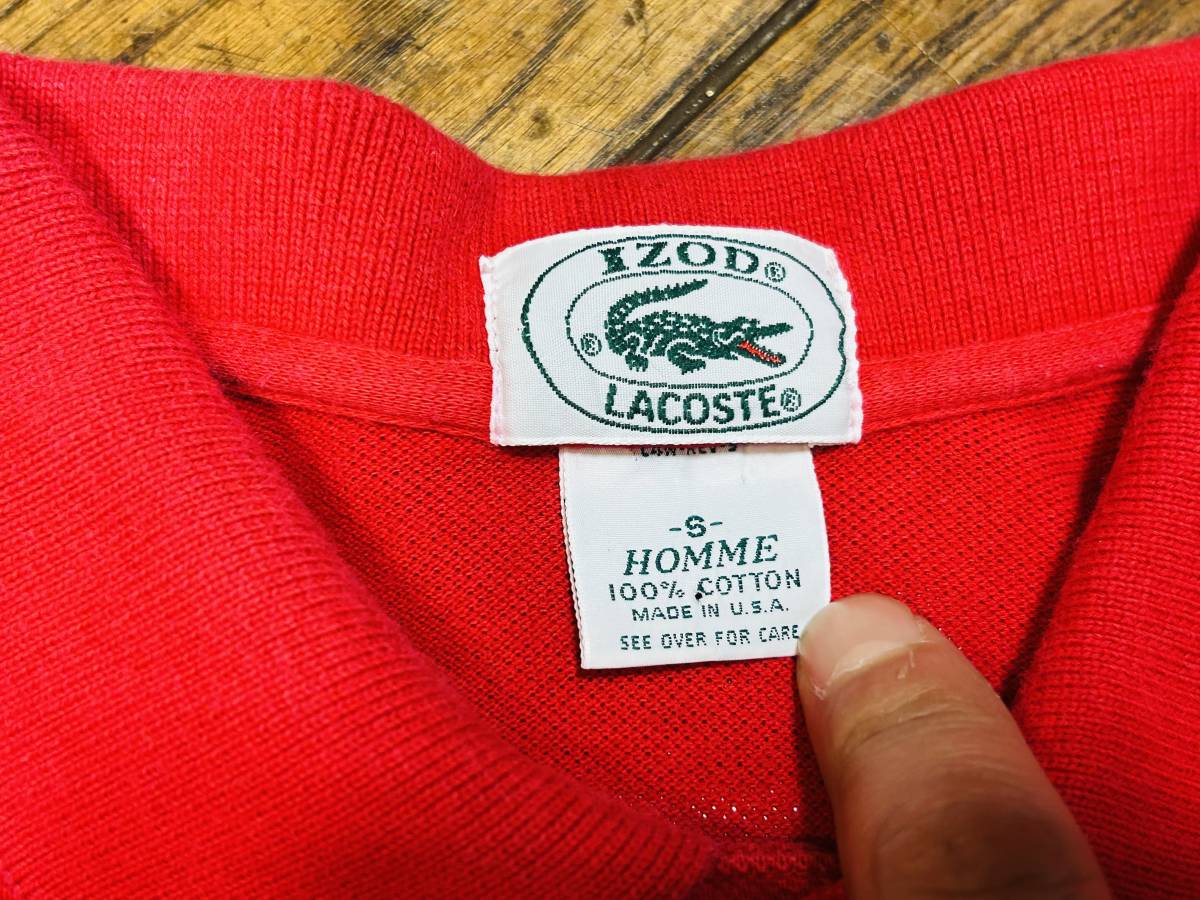 IZOD®
®
LACOSTE®
-S-
HOMME
100% COTTON
MADE IN U.S.A.
SEE OVER FOR CARE